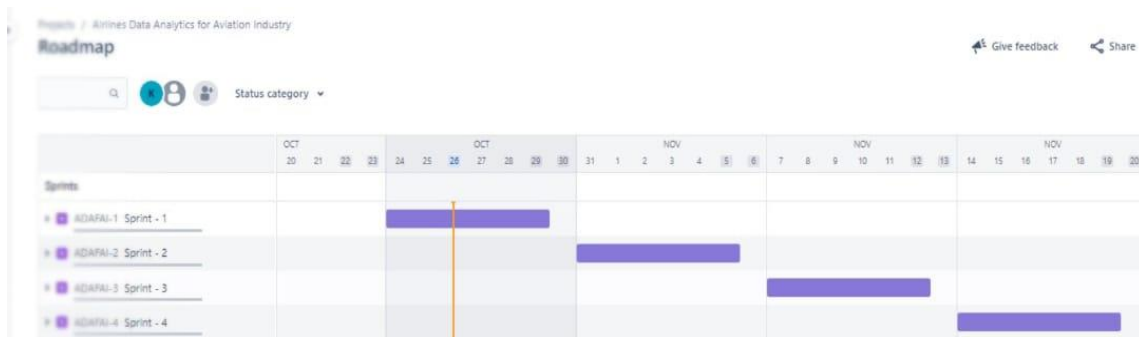 Projects / Airlines Data Analytics for Aviation Industry
Roadmap
Give feedback
Share
K
Status category
OCT OCT NOV NOV NOV
20 21 22 23 24 25 26 27 28 29 30 31 1 2 3 4 5 6 7 8 9 10 11 12 13 14 15 16 17 18 19 20
Sprints
ADAFAI-1 Sprint - 1
ADAFAI-2 Sprint - 2
ADAFAI-3 Sprint - 3
ADAFAI-4 Sprint - 4